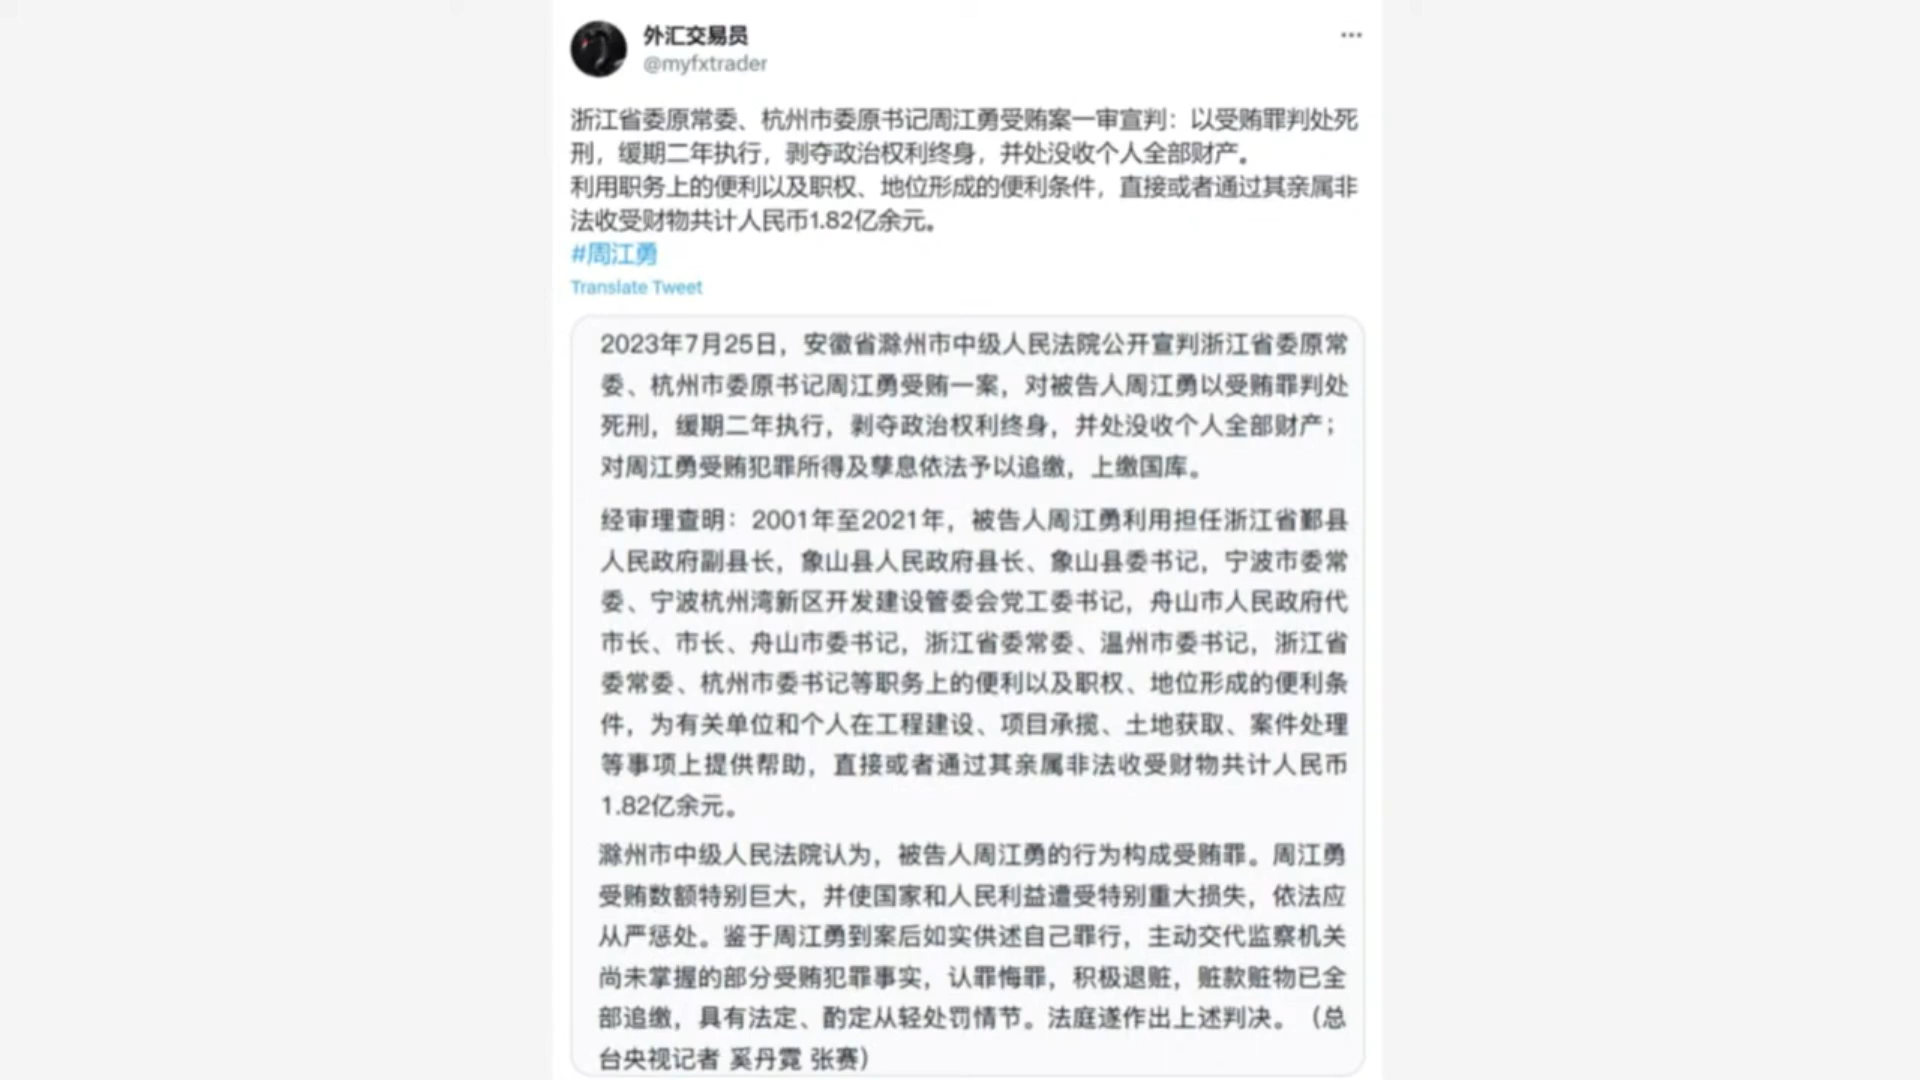 外汇交易员
@myfxtrader
浙江省委原常委、杭州市委原书记周江勇受贿案一审宣判：以受贿罪判处死
刑，缓期二年执行，剥夺政治权利终身，并处没收个人全部财产。
利用职务上的便利以及职权、地位形成的便利条件，直接或者通过其亲属非
法收受财物共计人民币1.82亿余元。
#周江勇
Translate Tweet
2023年7月25日，安徽省滁州市中级人民法院公开宣判浙江省委原常
委、杭州市委原书记周江勇受贿一案，对被告人周江勇以受贿罪判处
死刑，缓期二年执行，剥夺政治权利终身，并处没收个人全部财产；
对周江勇受贿犯罪所得及孳息依法予以追缴，上缴国库。
经审理查明：2001年至2021年，被告人周江勇利用担任浙江省鄞县
人民政府副县长，象山县人民政府县长、象山县委书记，宁波市委常
委、宁波杭州湾新区开发建设管委会党工委书记，舟山市人民政府代
市长、市长、舟山市委书记，浙江省委常委、温州市委书记，浙江省
委常委、杭州市委书记等职务上的便利以及职权、地位形成的便利条
件，为有关单位和个人在工程建设、项目承揽、土地获取、案件处理
等事项上提供帮助，直接或者通过其亲属非法收受财物共计人民币
1.82亿余元。
滁州市中级人民法院认为，被告人周江勇的行为构成受贿罪。周江勇
受贿数额特别巨大，并使国家和人民利益遭受特别重大损失，依法应
从严惩处。鉴于周江勇到案后如实供述自己罪行，主动交代监察机关
尚未掌握的部分受贿犯罪事实，认罪悔罪，积极退赃，赃款赃物已全
部追缴，具有法定、酌定从轻处罚情节。法庭遂作出上述判决。（总
台央视记者 奚丹霓 张赛）